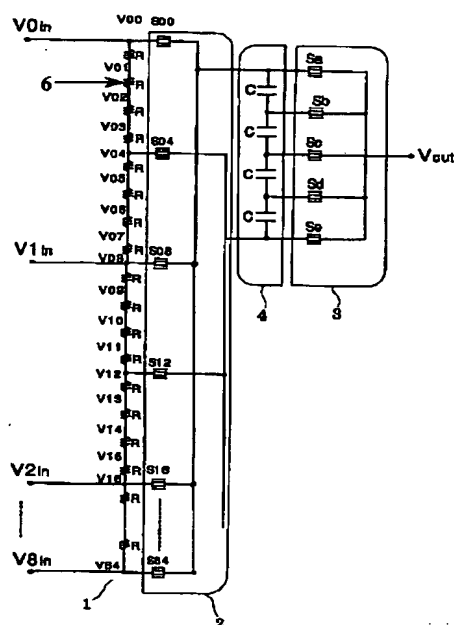 V0in
V00
S00
R
V01
6
R
V02
R
V03
R
V04
S04
R
V05
R
V06
R
V07
R
V1in
V08
S08
R
V09
R
V10
R
V11
R
V12
S12
R
V13
R
V14
R
V15
R
V2in
V16
S16
R
R
V8in
V64
S64
1
2
C
C
C
C
4
Sa
Sb
Sc
Sd
Se
3
Vout